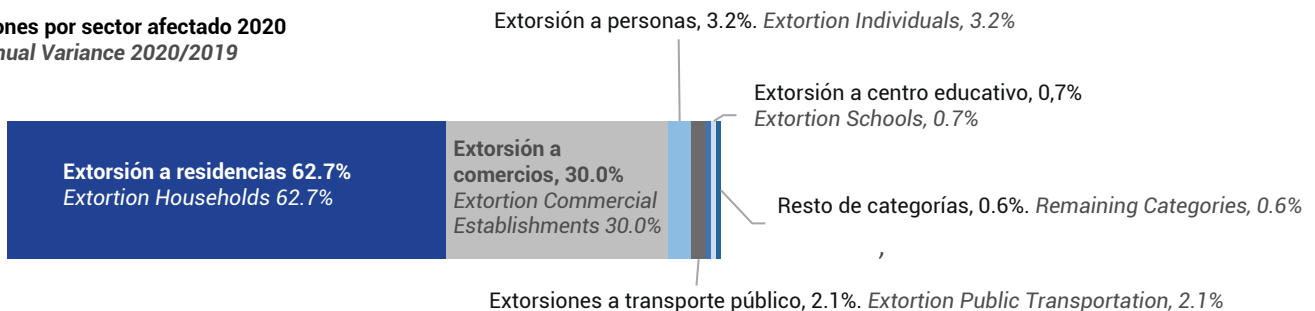 ones por sector afectado 2020
nual Variance 2020/2019
Extorsión a personas, 3.2%. Extortion Individuals, 3.2%
Extorsión a centro educativo, 0,7%
Extortion Schools, 0.7%
Extorsión a residencias 62.7%
Extortion Households 62.7%
Extorsión a
comercios, 30.0%
Extortion Commercial
Establishments 30.0%
Resto de categorías, 0.6%. Remaining Categories, 0.6%
,
Extorsiones a transporte público, 2.1%. Extortion Public Transportation, 2.1%